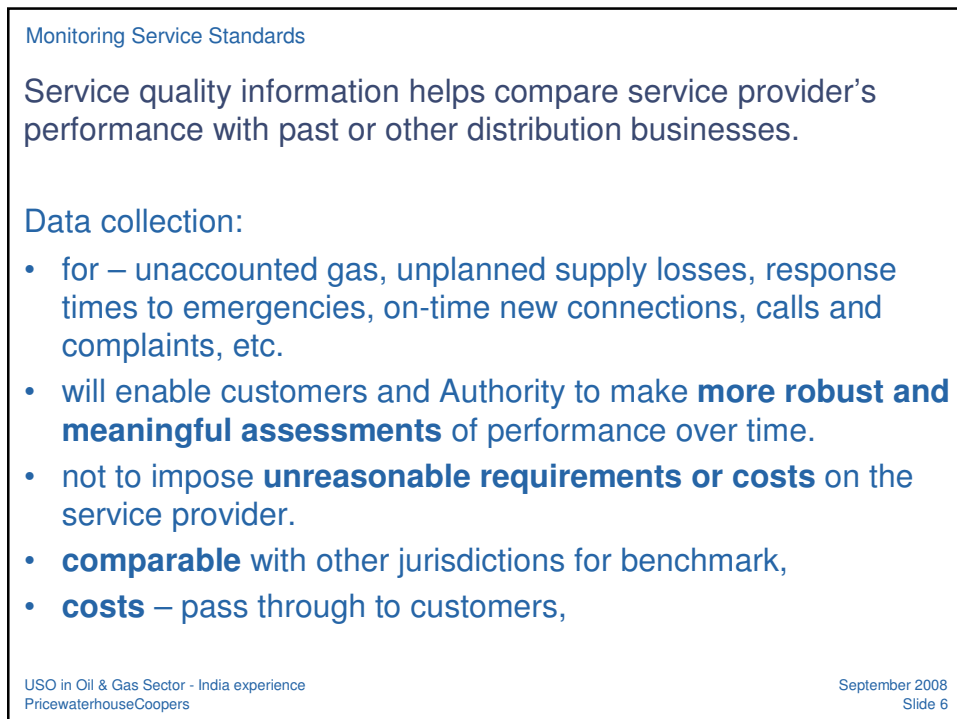 Monitoring Service Standards
Service quality information helps compare service provider's
performance with past or other distribution businesses.
Data collection:
• for – unaccounted gas, unplanned supply losses, response
times to emergencies, on-time new connections, calls and
complaints, etc.
• will enable customers and Authority to make more robust and
meaningful assessments of performance over time.
• not to impose unreasonable requirements or costs on the
service provider.
• comparable with other jurisdictions for benchmark,
• costs – pass through to customers,
USO in Oil & Gas Sector - India experience
PricewaterhouseCoopers
September 2008
Slide 6